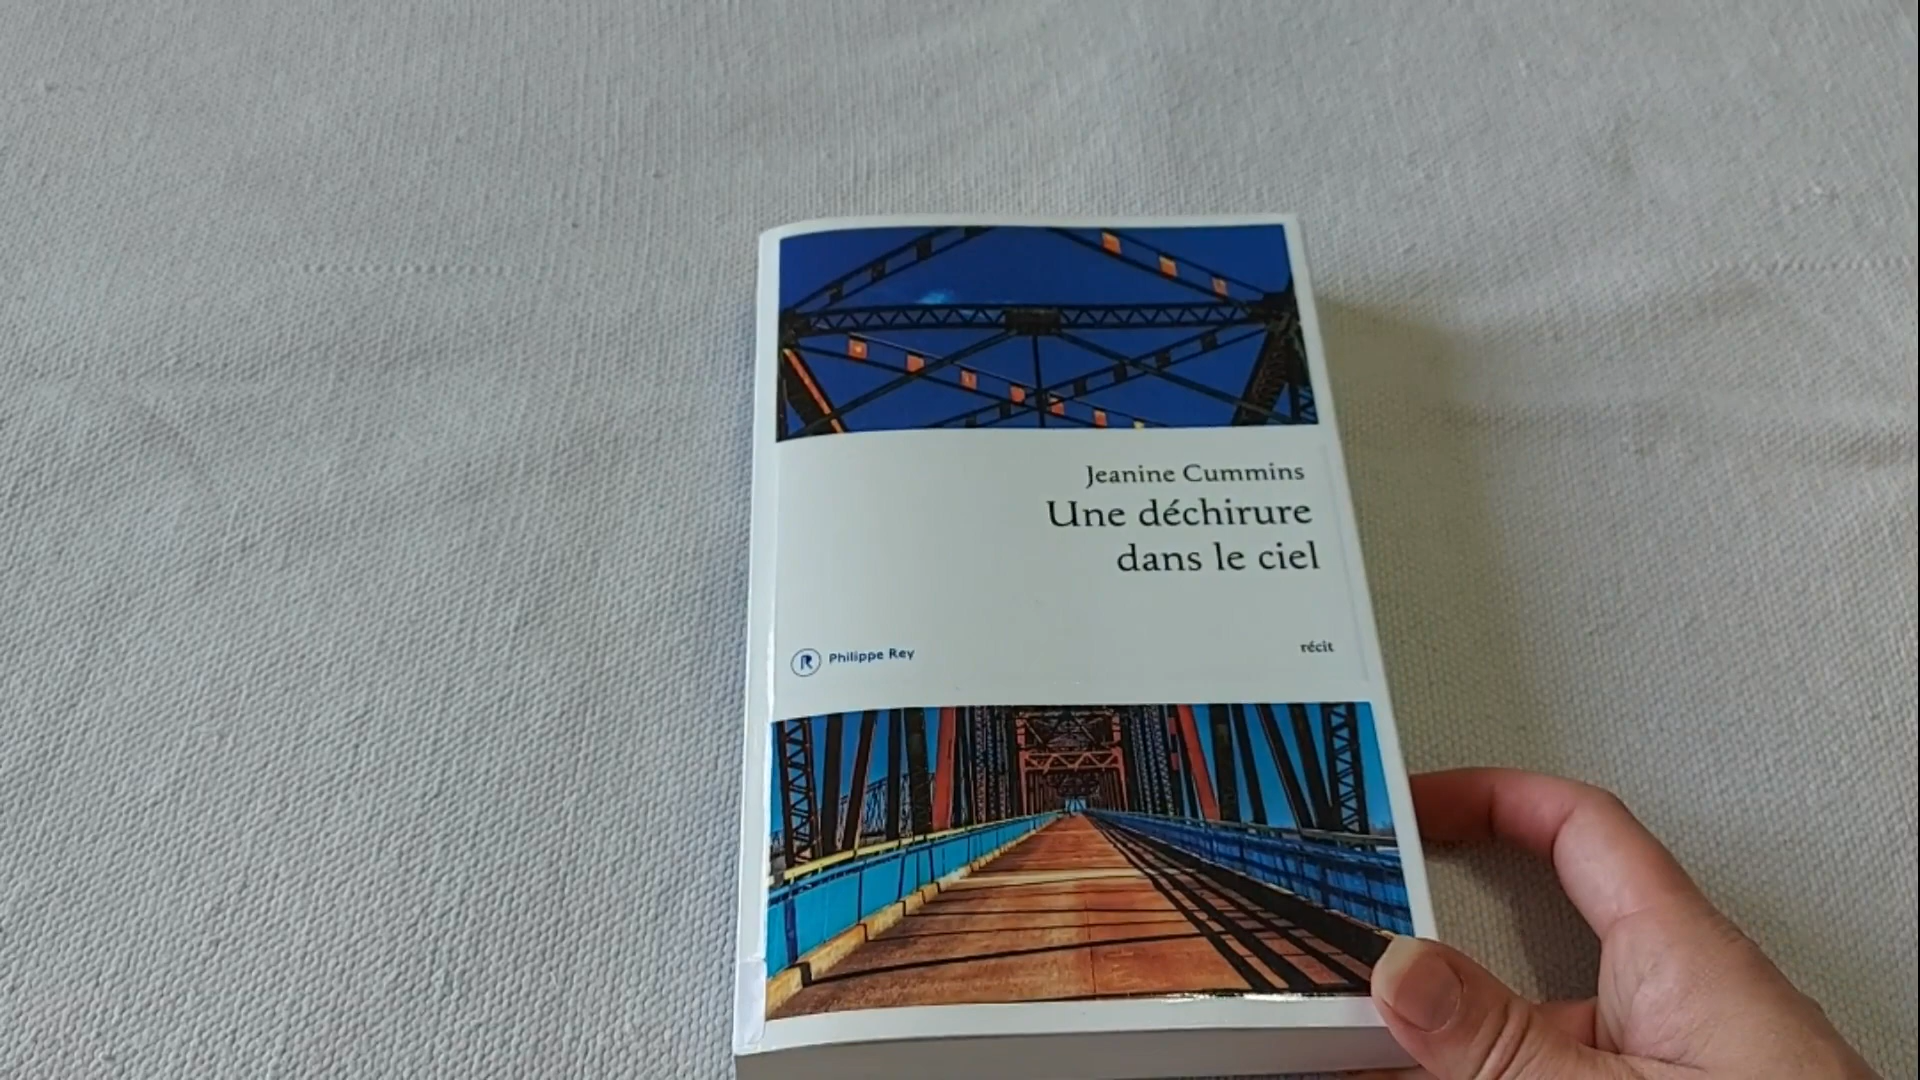 Jeanine Cummins
Une déchirure
dans le ciel
R Philippe Rey
récit